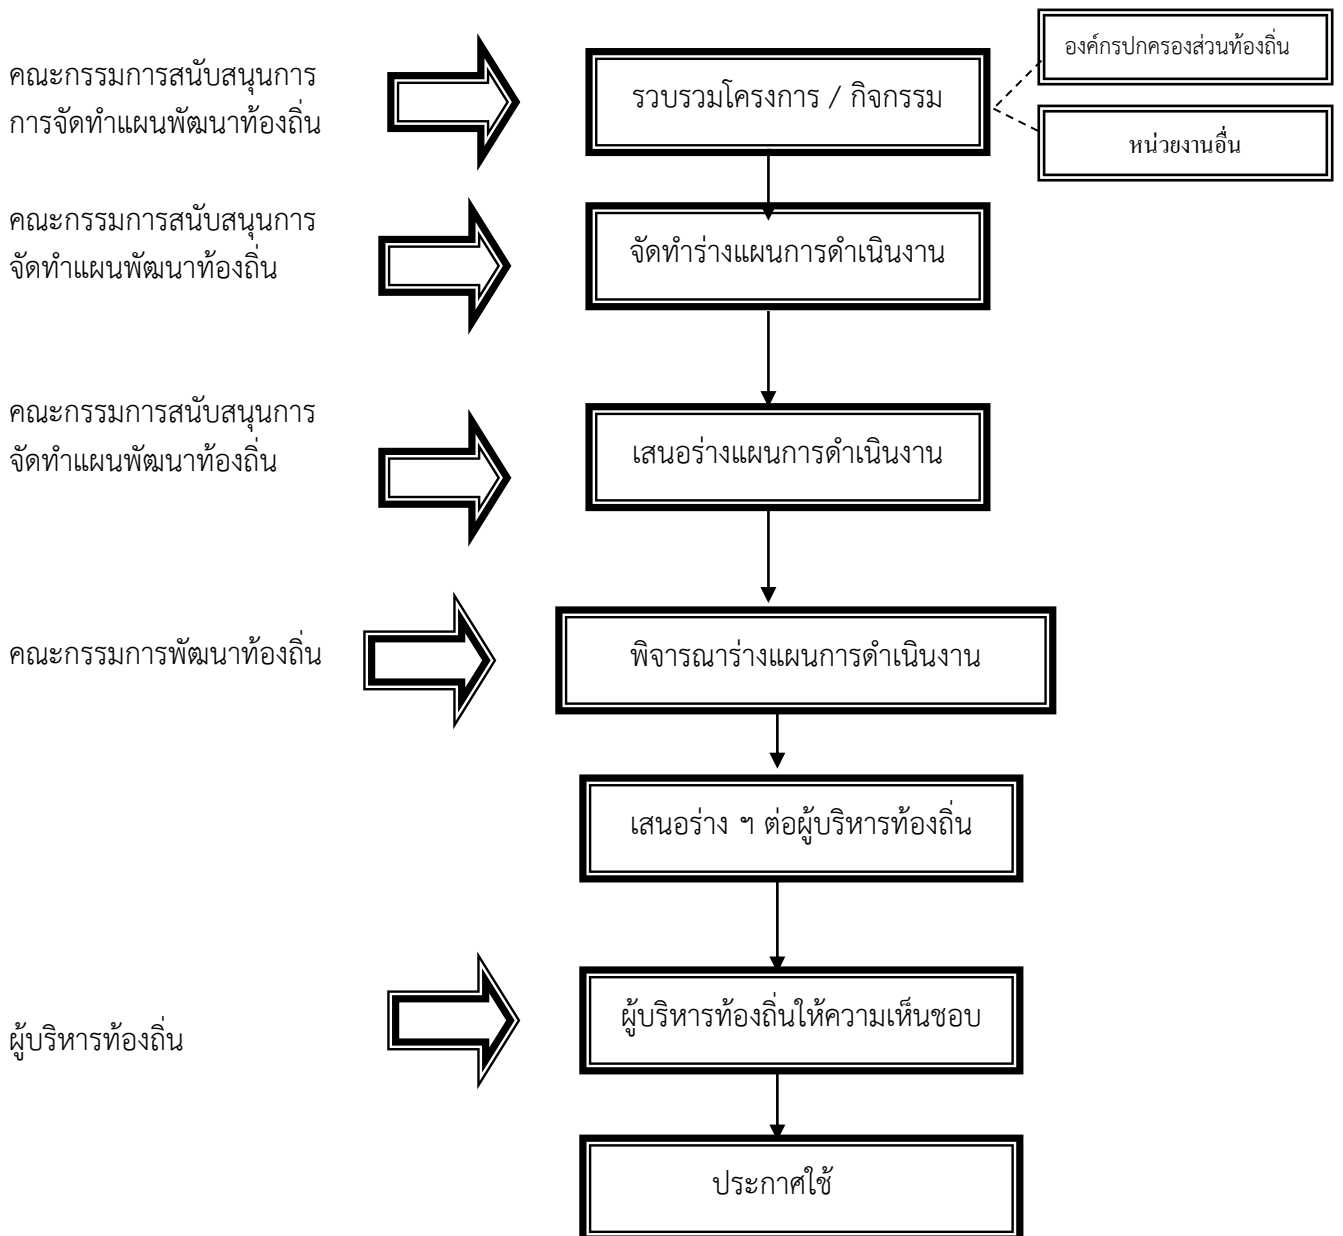 คณะกรรมการสนับสนุนการ
การจัดทำแผนพัฒนาท้องถิ่น
รวบรวมโครงการ / กิจกรรม
องค์กรปกครองส่วนท้องถิ่น
หน่วยงานอื่น
คณะกรรมการสนับสนุนการ
จัดทำแผนพัฒนาท้องถิ่น
จัดทำร่างแผนการดำเนินงาน
คณะกรรมการสนับสนุนการ
จัดทำแผนพัฒนาท้องถิ่น
เสนอร่างแผนการดำเนินงาน
คณะกรรมการพัฒนาท้องถิ่น
พิจารณาร่างแผนการดำเนินงาน
เสนอร่าง ฯ ต่อผู้บริหารท้องถิ่น
ผู้บริหารท้องถิ่น
ผู้บริหารท้องถิ่นให้ความเห็นชอบ
ประกาศใช้